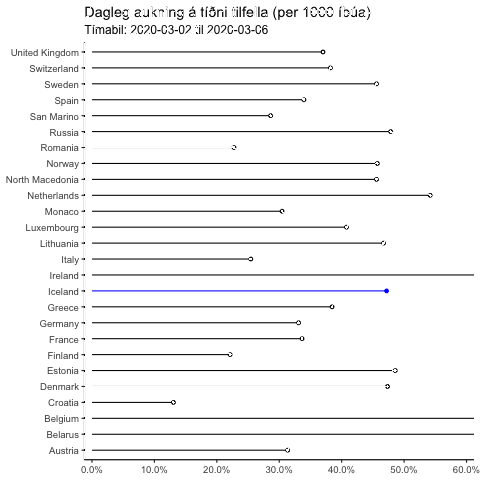 Dagleg aukning á tíðni tilfella (per 1000 íbúa)
Tímabil: 2020-03-02 til 2020-03-06
United Kingdom
Switzerland
Sweden
Spain
San Marino
Russia
Romania
Norway
North Macedonia
Netherlands
Monaco
Luxembourg
Lithuania
Italy
Ireland
Iceland
Greece
Germany
France
Finland
Estonia
Denmark
Croatia
Belgium
Belarus
Austria
0.0% 10.0% 20.0% 30.0% 40.0% 50.0% 60.0%